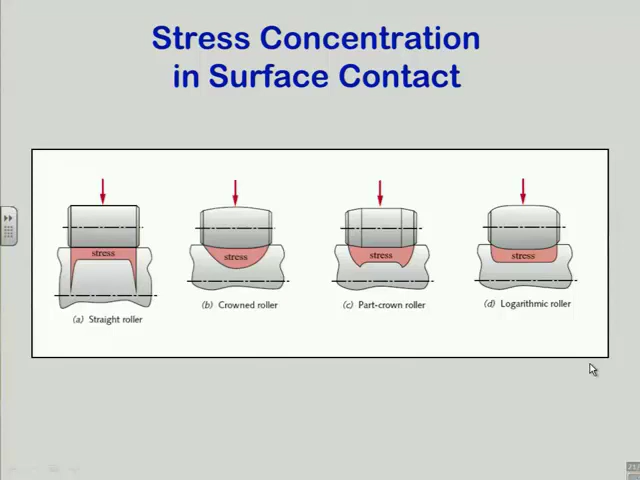 Stress Concentration
in Surface Contact
stress
stress
stress
stress
(a) Straight roller
(b) Crowned roller
(c) Part-crown roller
(d) Logarithmic roller